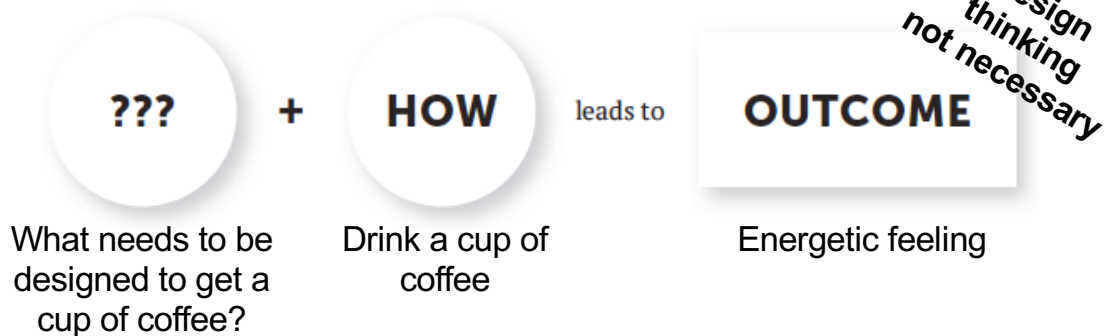 sign
thinking
not necessary
??? + HOW leads to OUTCOME
What needs to be
designed to get a
cup of coffee?
Drink a cup of
coffee
Energetic feeling